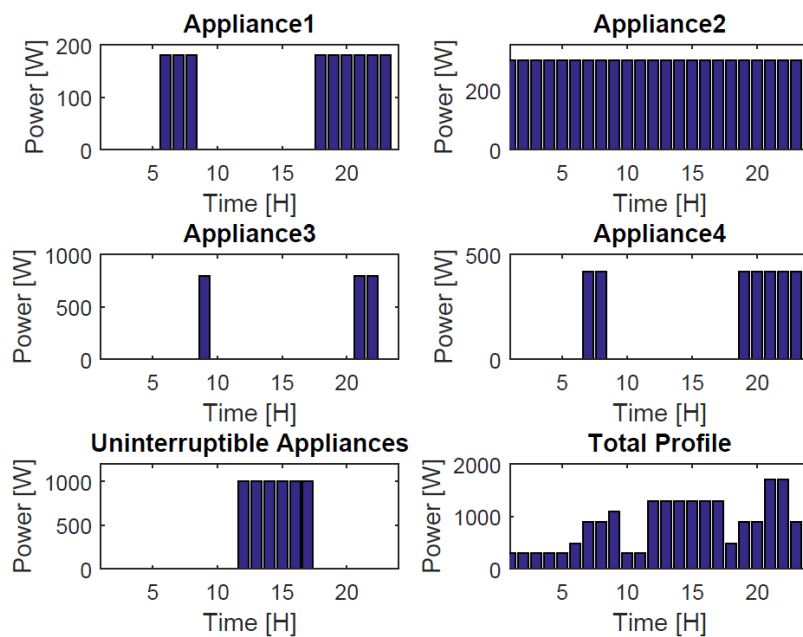 Appliance1
Power [W]
200
100
0
5 10 15 20
Time [H]
Appliance2
Power [W]
200
0
5 10 15 20
Time [H]
Appliance3
Power [W]
1000
500
0
5 10 15 20
Time [H]
Appliance4
Power [W]
500
0
5 10 15 20
Time [H]
Uninterruptible Appliances
Power [W]
1000
500
0
5 10 15 20
Time [H]
Total Profile
Power [W]
2000
1000
0
5 10 15 20
Time [H]